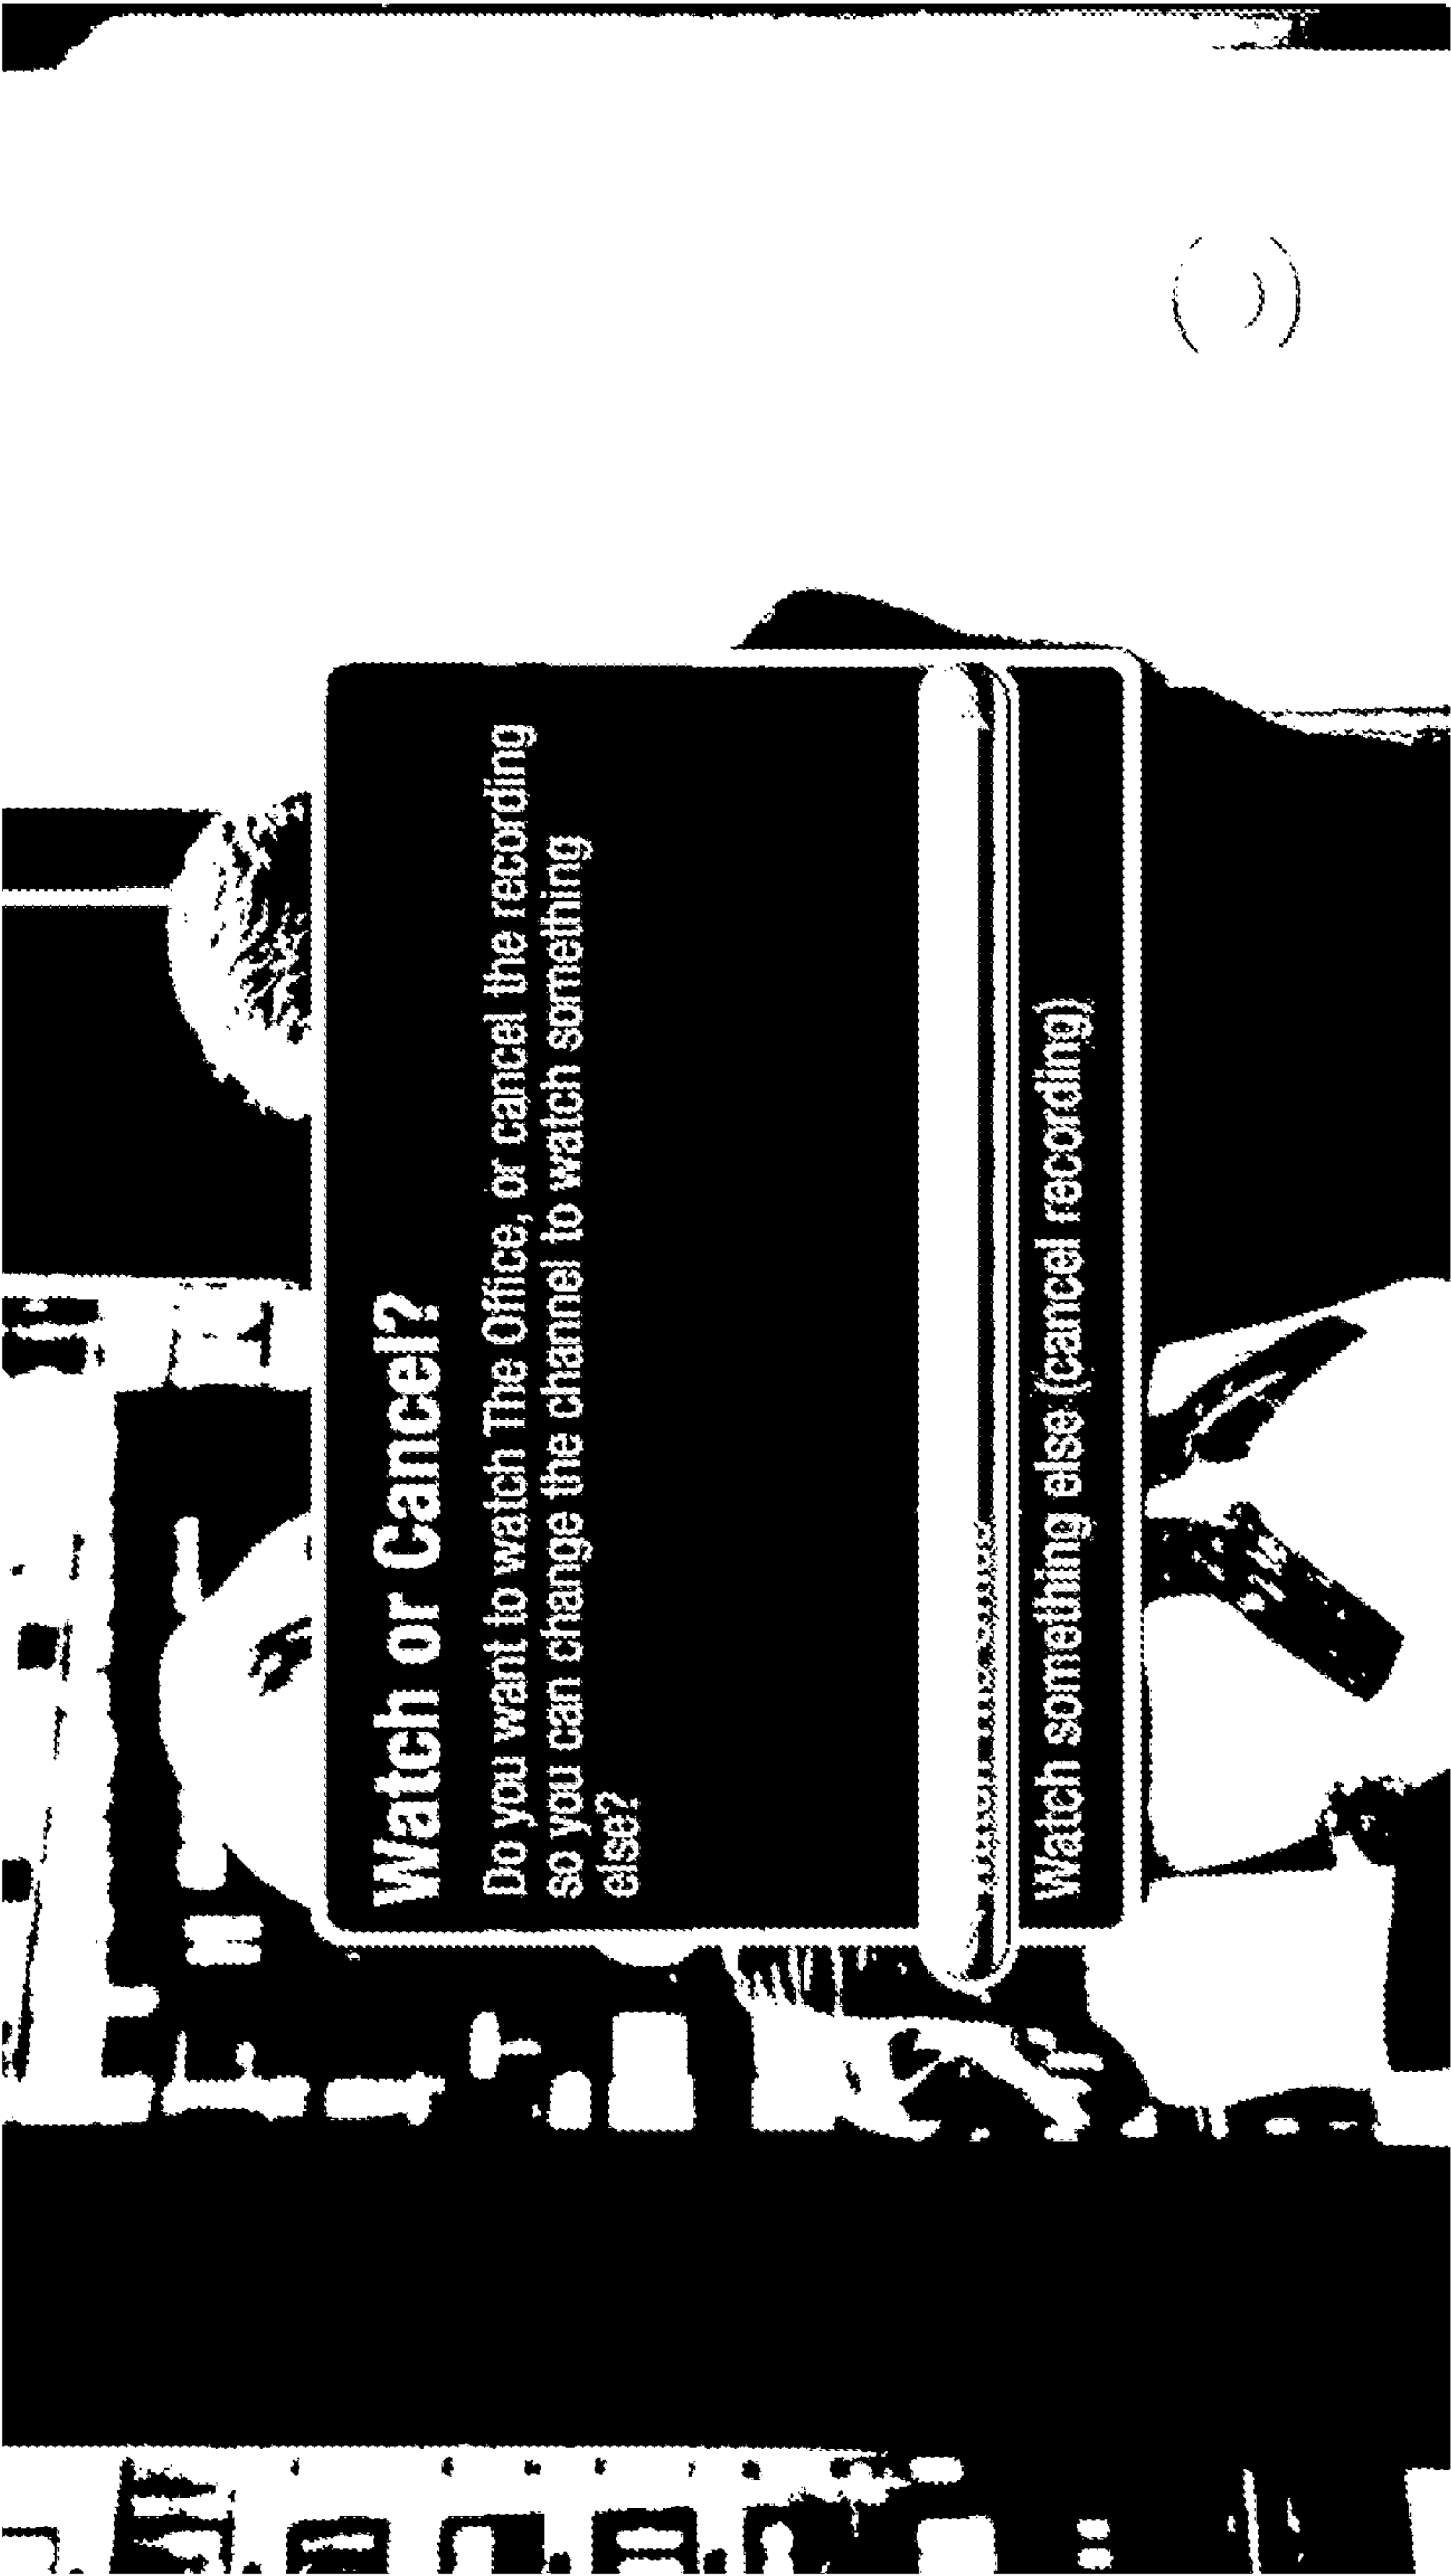 Watch or Cancel?
Do you want to watch The Office, or cancel the recording
so you can change the channel to watch something
else?
Watch something else (cancel recording)